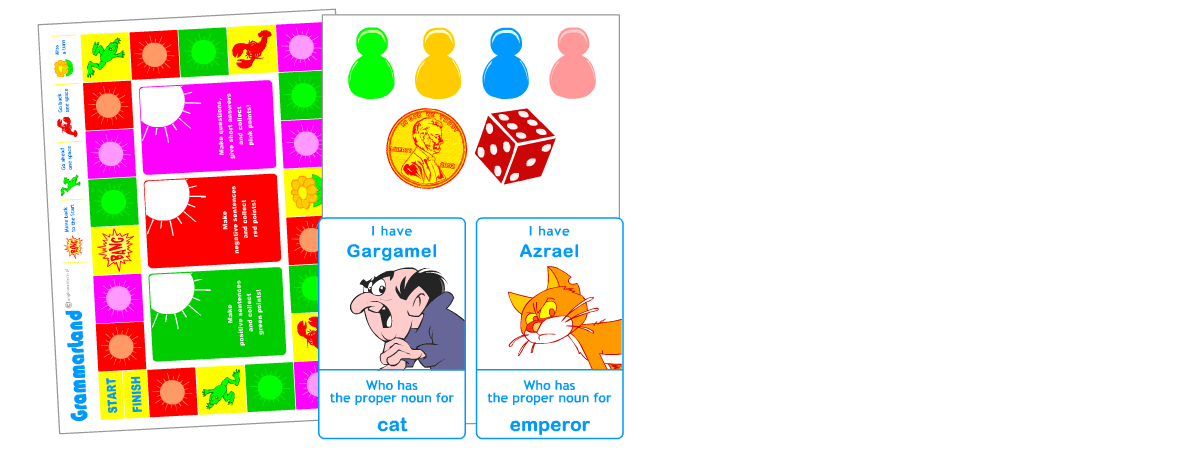 GrammarLand
START
FINISH
Move back
to the Start
Go ahead
one space
Go back
one space
Miss
a turn
BANG
BANG
Make questions,
give short answers
and collect
pink points!
Make
negative sentences
and collect
red points!
Make
positive sentences
and collect
green points!
I have
Gargamel
Who has
the proper noun for
cat
I have
Azrael
Who has
the proper noun for
emperor